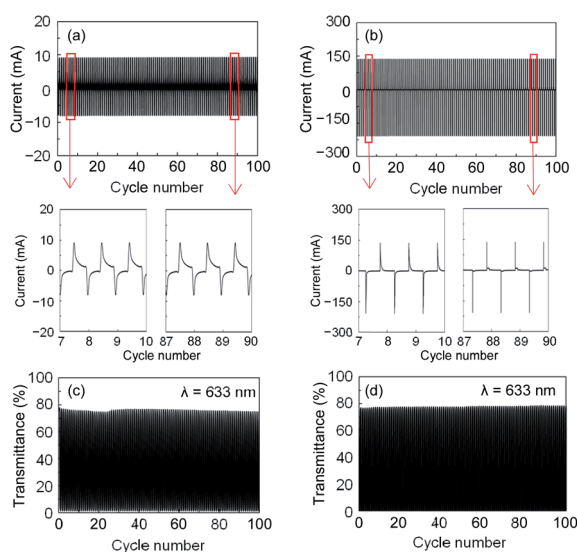 (a)
Current (mA)
20
10
0
−10
−20
0 20 40 60 80 100
Cycle number
(b)
Current (mA)
300
150
0
−150
−300
0 20 40 60 80 100
Cycle number
Current (mA)
20
10
0
−10
−20
7 8 9 10
87 88 89 90
Cycle number
Current (mA)
300
150
0
−150
−300
7 8 9 10
87 88 89 90
Cycle number
(c)
λ = 633 nm
Transmittance (%)
100
80
60
40
20
0
0 20 40 60 80 100
Cycle number
(d)
λ = 633 nm
Transmittance (%)
100
80
60
40
20
0
0 20 40 60 80 100
Cycle number